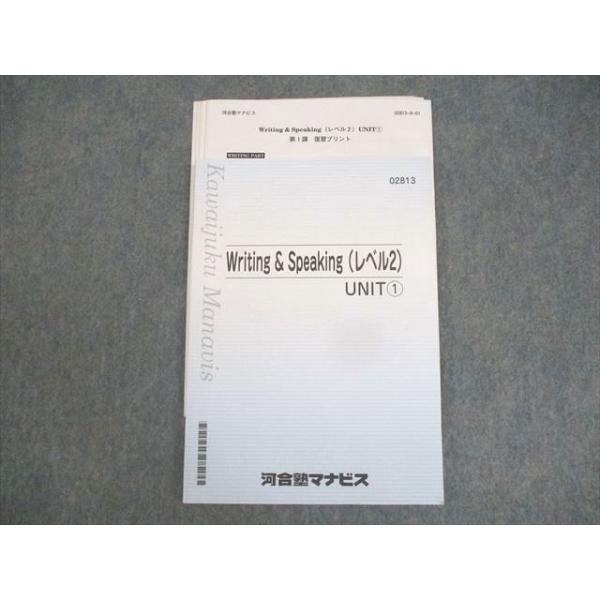 河合塾マナビス
Writing & Speaking（レベル２）UNIT①
第１講　復習プリント
WRITING PART
02813
Kawaijuku Manavis
Writing & Speaking（レベル2）
UNIT①
河合塾マナビス